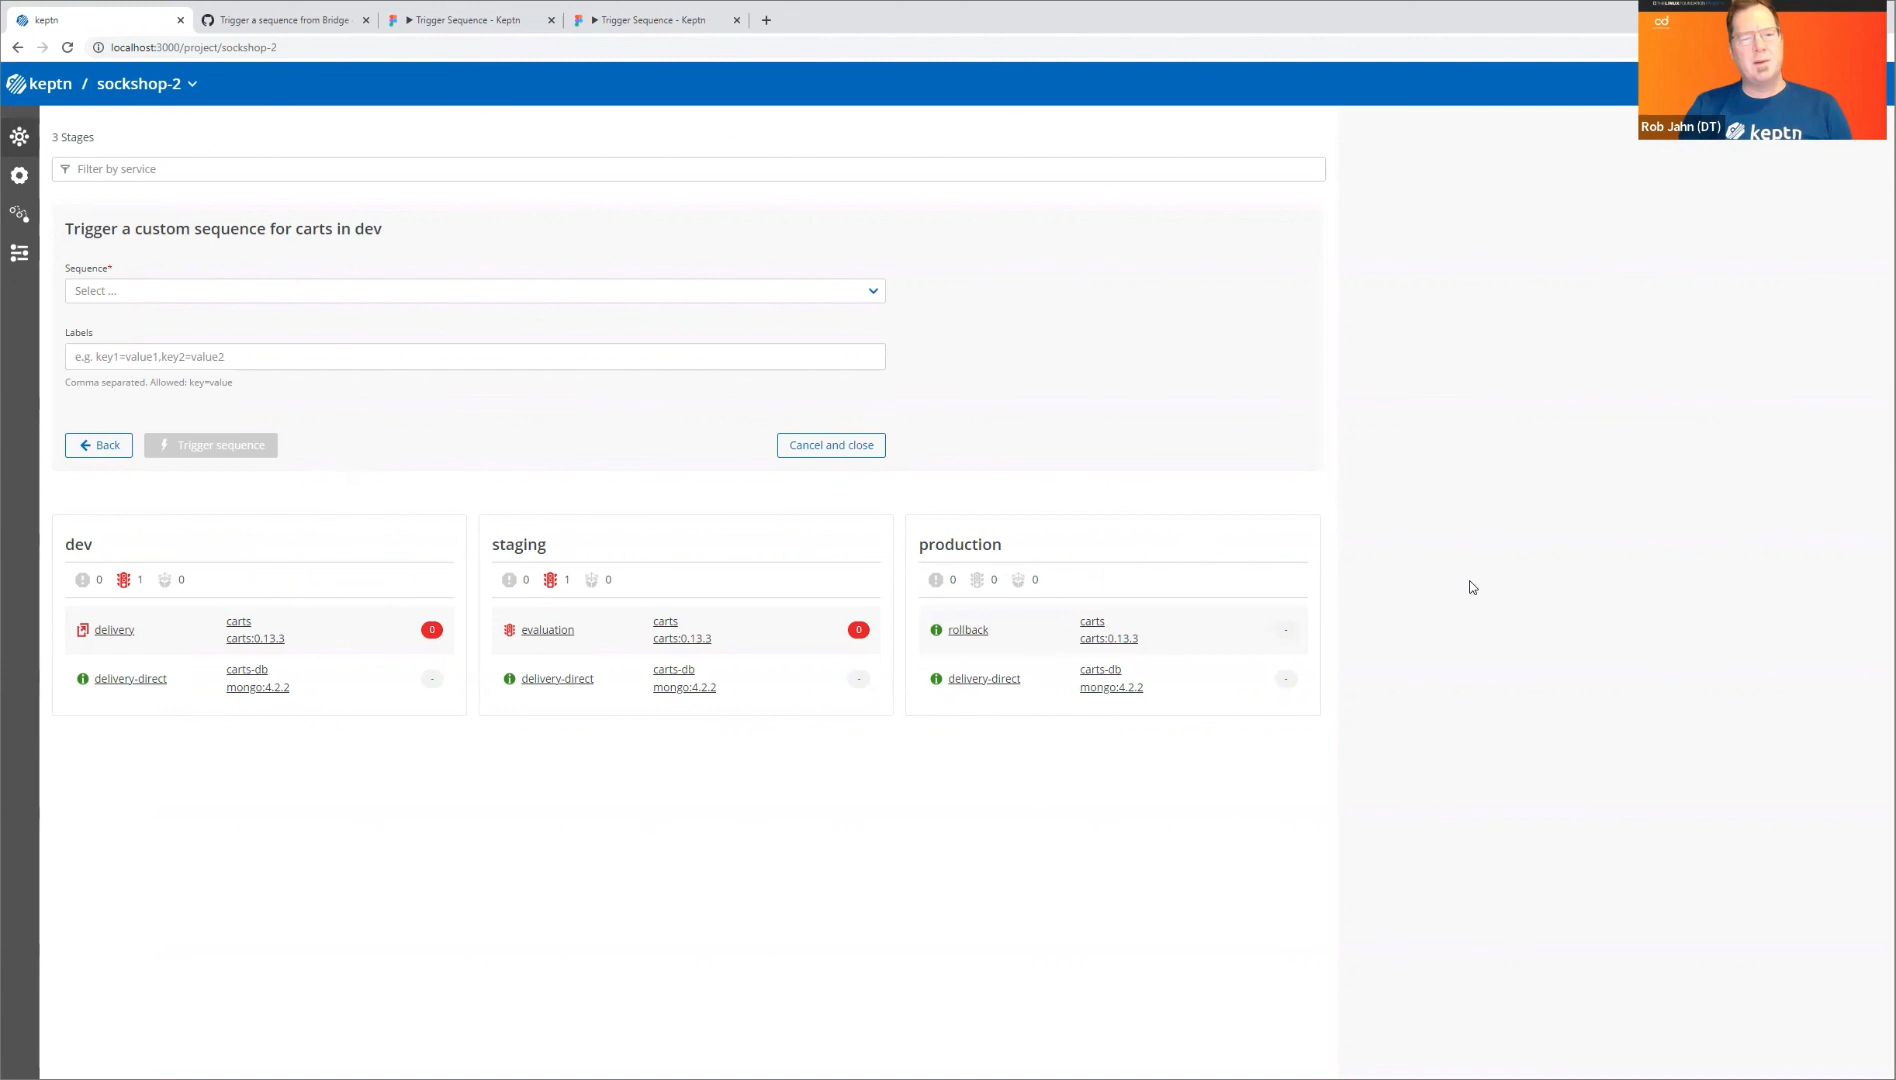 keptn
Trigger a sequence from Bridge
Trigger Sequence - Keptn
Trigger Sequence - Keptn
localhost:3000/project/sockshop-2
keptn / sockshop-2
cd
Rob Jahn (DT)
keptn
3 Stages
Filter by service
Trigger a custom sequence for carts in dev
Sequence*
Select ...
Labels
e.g. key1=value1,key2=value2
Comma separated. Allowed: key=value
Back
Trigger sequence
Cancel and close
dev
0 1 0
delivery
carts
carts:0.13.3
0
delivery-direct
carts-db
mongo:4.2.2
-
staging
0 1 0
evaluation
carts
carts:0.13.3
0
delivery-direct
carts-db
mongo:4.2.2
-
production
0 0 0
rollback
carts
carts:0.13.3
-
delivery-direct
carts-db
mongo:4.2.2
-